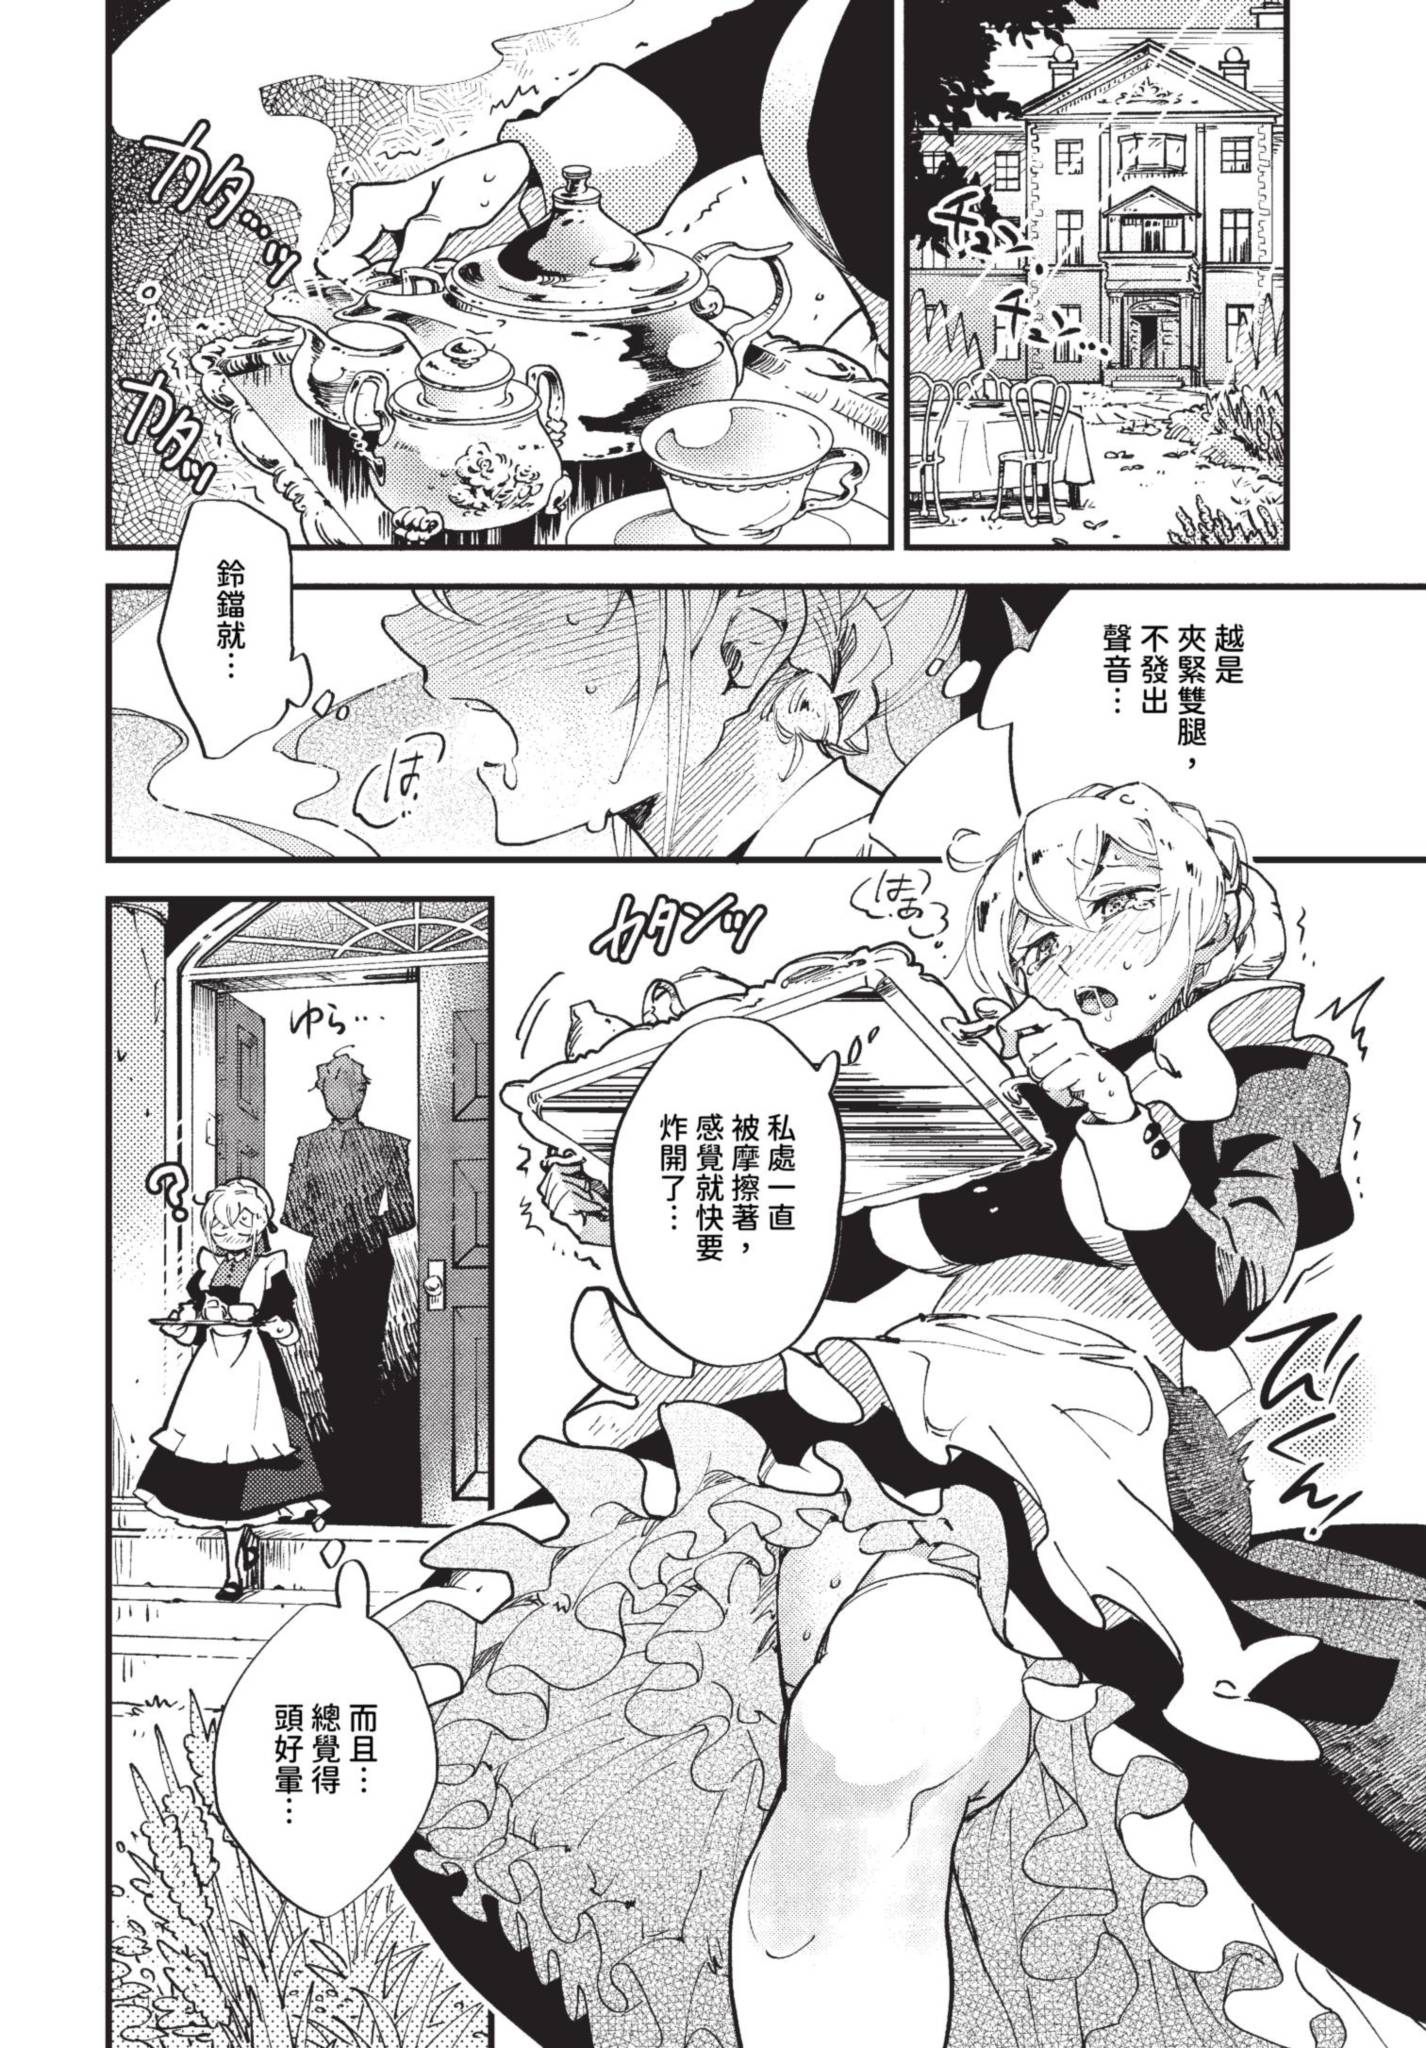 チュン。
チュン…
カタ…ッ
カタッ
越是
夾緊雙腿，
不發出
聲音…
鈴鐺就…
は…
はぁ
カタンッ
私處一直
被摩擦著，
感覺就快要
炸開了…
びくん
びくん！
ゆら…
?
而且…
總覺得
頭好暈…